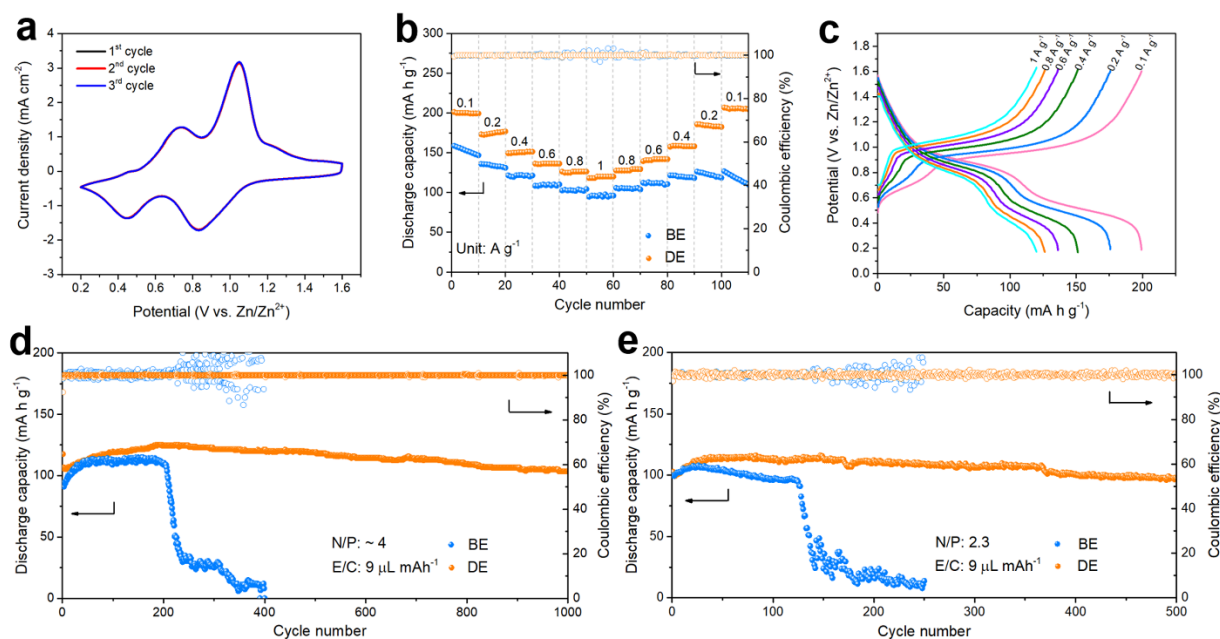 a
1st cycle
2nd cycle
3rd cycle
Current density (mA cm-2)
4
3
2
1
0
-1
-2
-3
0.2 0.4 0.6 0.8 1.0 1.2 1.4 1.6
Potential (V vs. Zn/Zn2+)
b
Discharge capacity (mA h g-1)
300
275
250
225
200
175
150
125
100
75
50
25
0
0.1
0.2
0.4
0.6
0.8
1
0.8
0.6
0.4
0.2
0.1
Unit: A g-1
BE
DE
0 20 40 60 80 100
Cycle number
100
80
60
40
20
0
Coulombic efficiency (%)
c
Potential (V vs. Zn/Zn2+)
2.0
1.8
1.6
1.4
1.2
1.0
0.8
0.6
0.4
0.2
0.0
1 A g-1
0.8 A g-1
0.6 A g-1
0.4 A g-1
0.2 A g-1
0.1 A g-1
0 50 100 150 200
Capacity (mA h g-1)
d
Discharge capacity (mA h g-1)
200
150
100
50
0
N/P: ~ 4
E/C: 9 μL mAh-1
BE
DE
0 200 400 600 800 1000
Cycle number
100
80
60
40
20
0
Coulombic efficiency (%)
e
Discharge capacity (mA h g-1)
200
150
100
50
0
N/P: 2.3
E/C: 9 μL mAh-1
BE
DE
0 100 200 300 400 500
Cycle number
100
80
60
40
20
0
Coulombic efficiency (%)